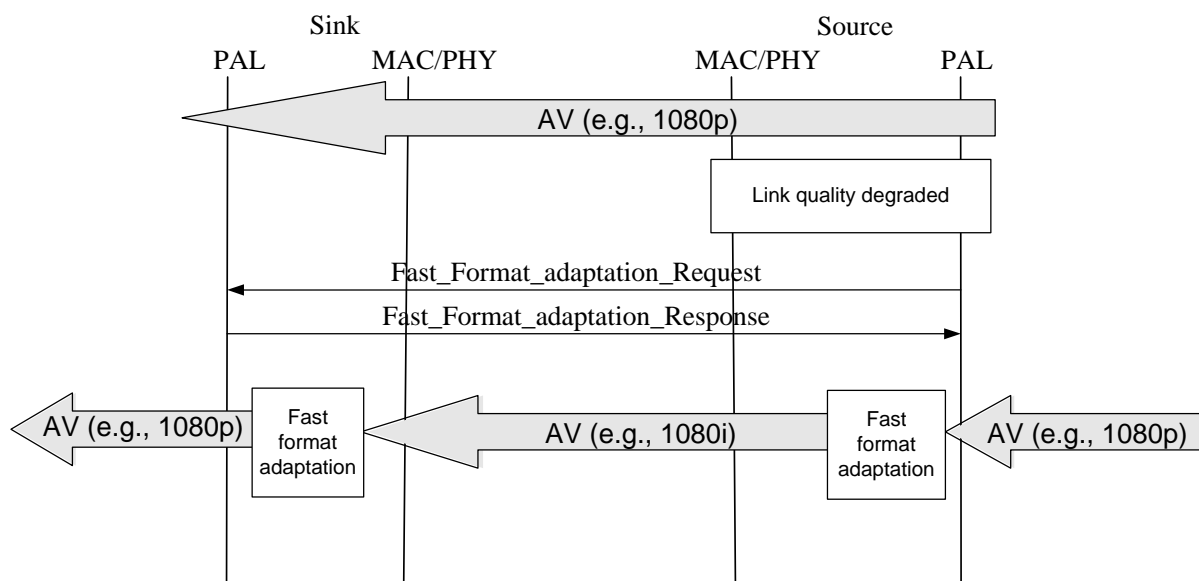 Sink
Source
PAL
MAC/PHY
MAC/PHY
PAL
AV (e.g., 1080p)
Link quality degraded
Fast_Format_adaptation_Request
Fast_Format_adaptation_Response
AV (e.g., 1080p)
Fast
format
adaptation
AV (e.g., 1080i)
Fast
format
adaptation
AV (e.g., 1080p)